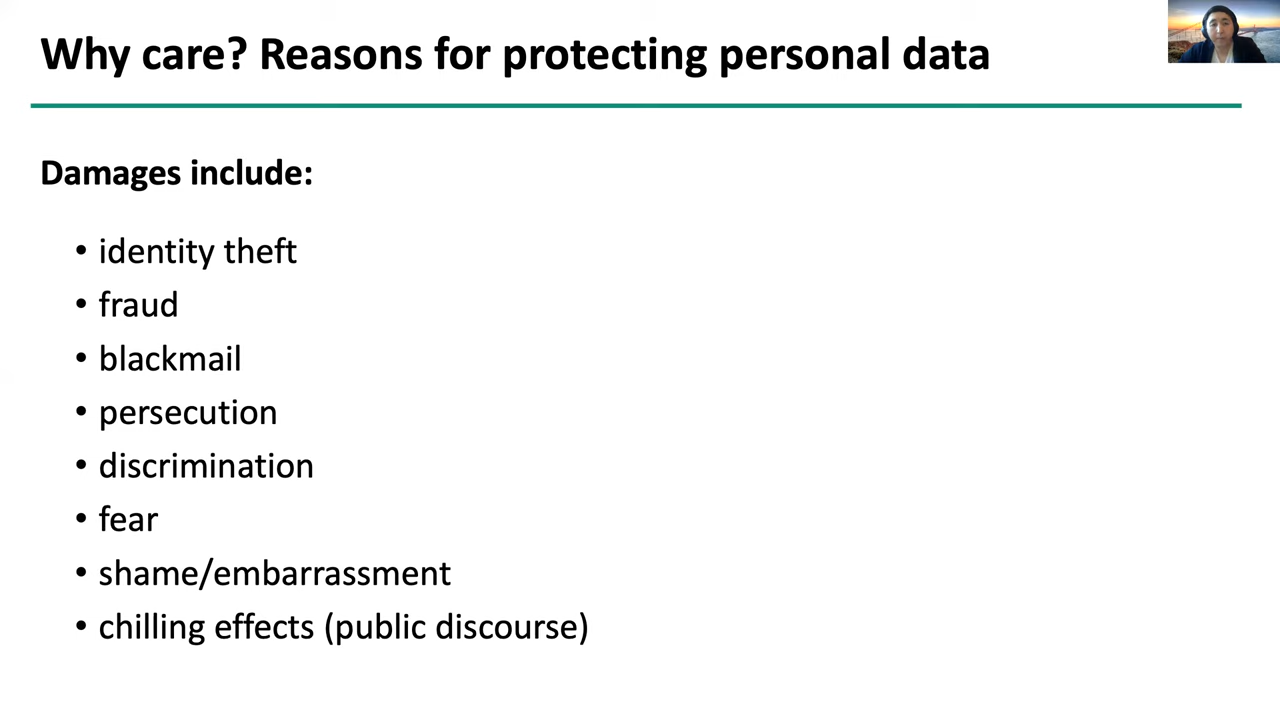 Why care? Reasons for protecting personal data
Damages include:
• identity theft
• fraud
• blackmail
• persecution
• discrimination
• fear
• shame/embarrassment
• chilling effects (public discourse)